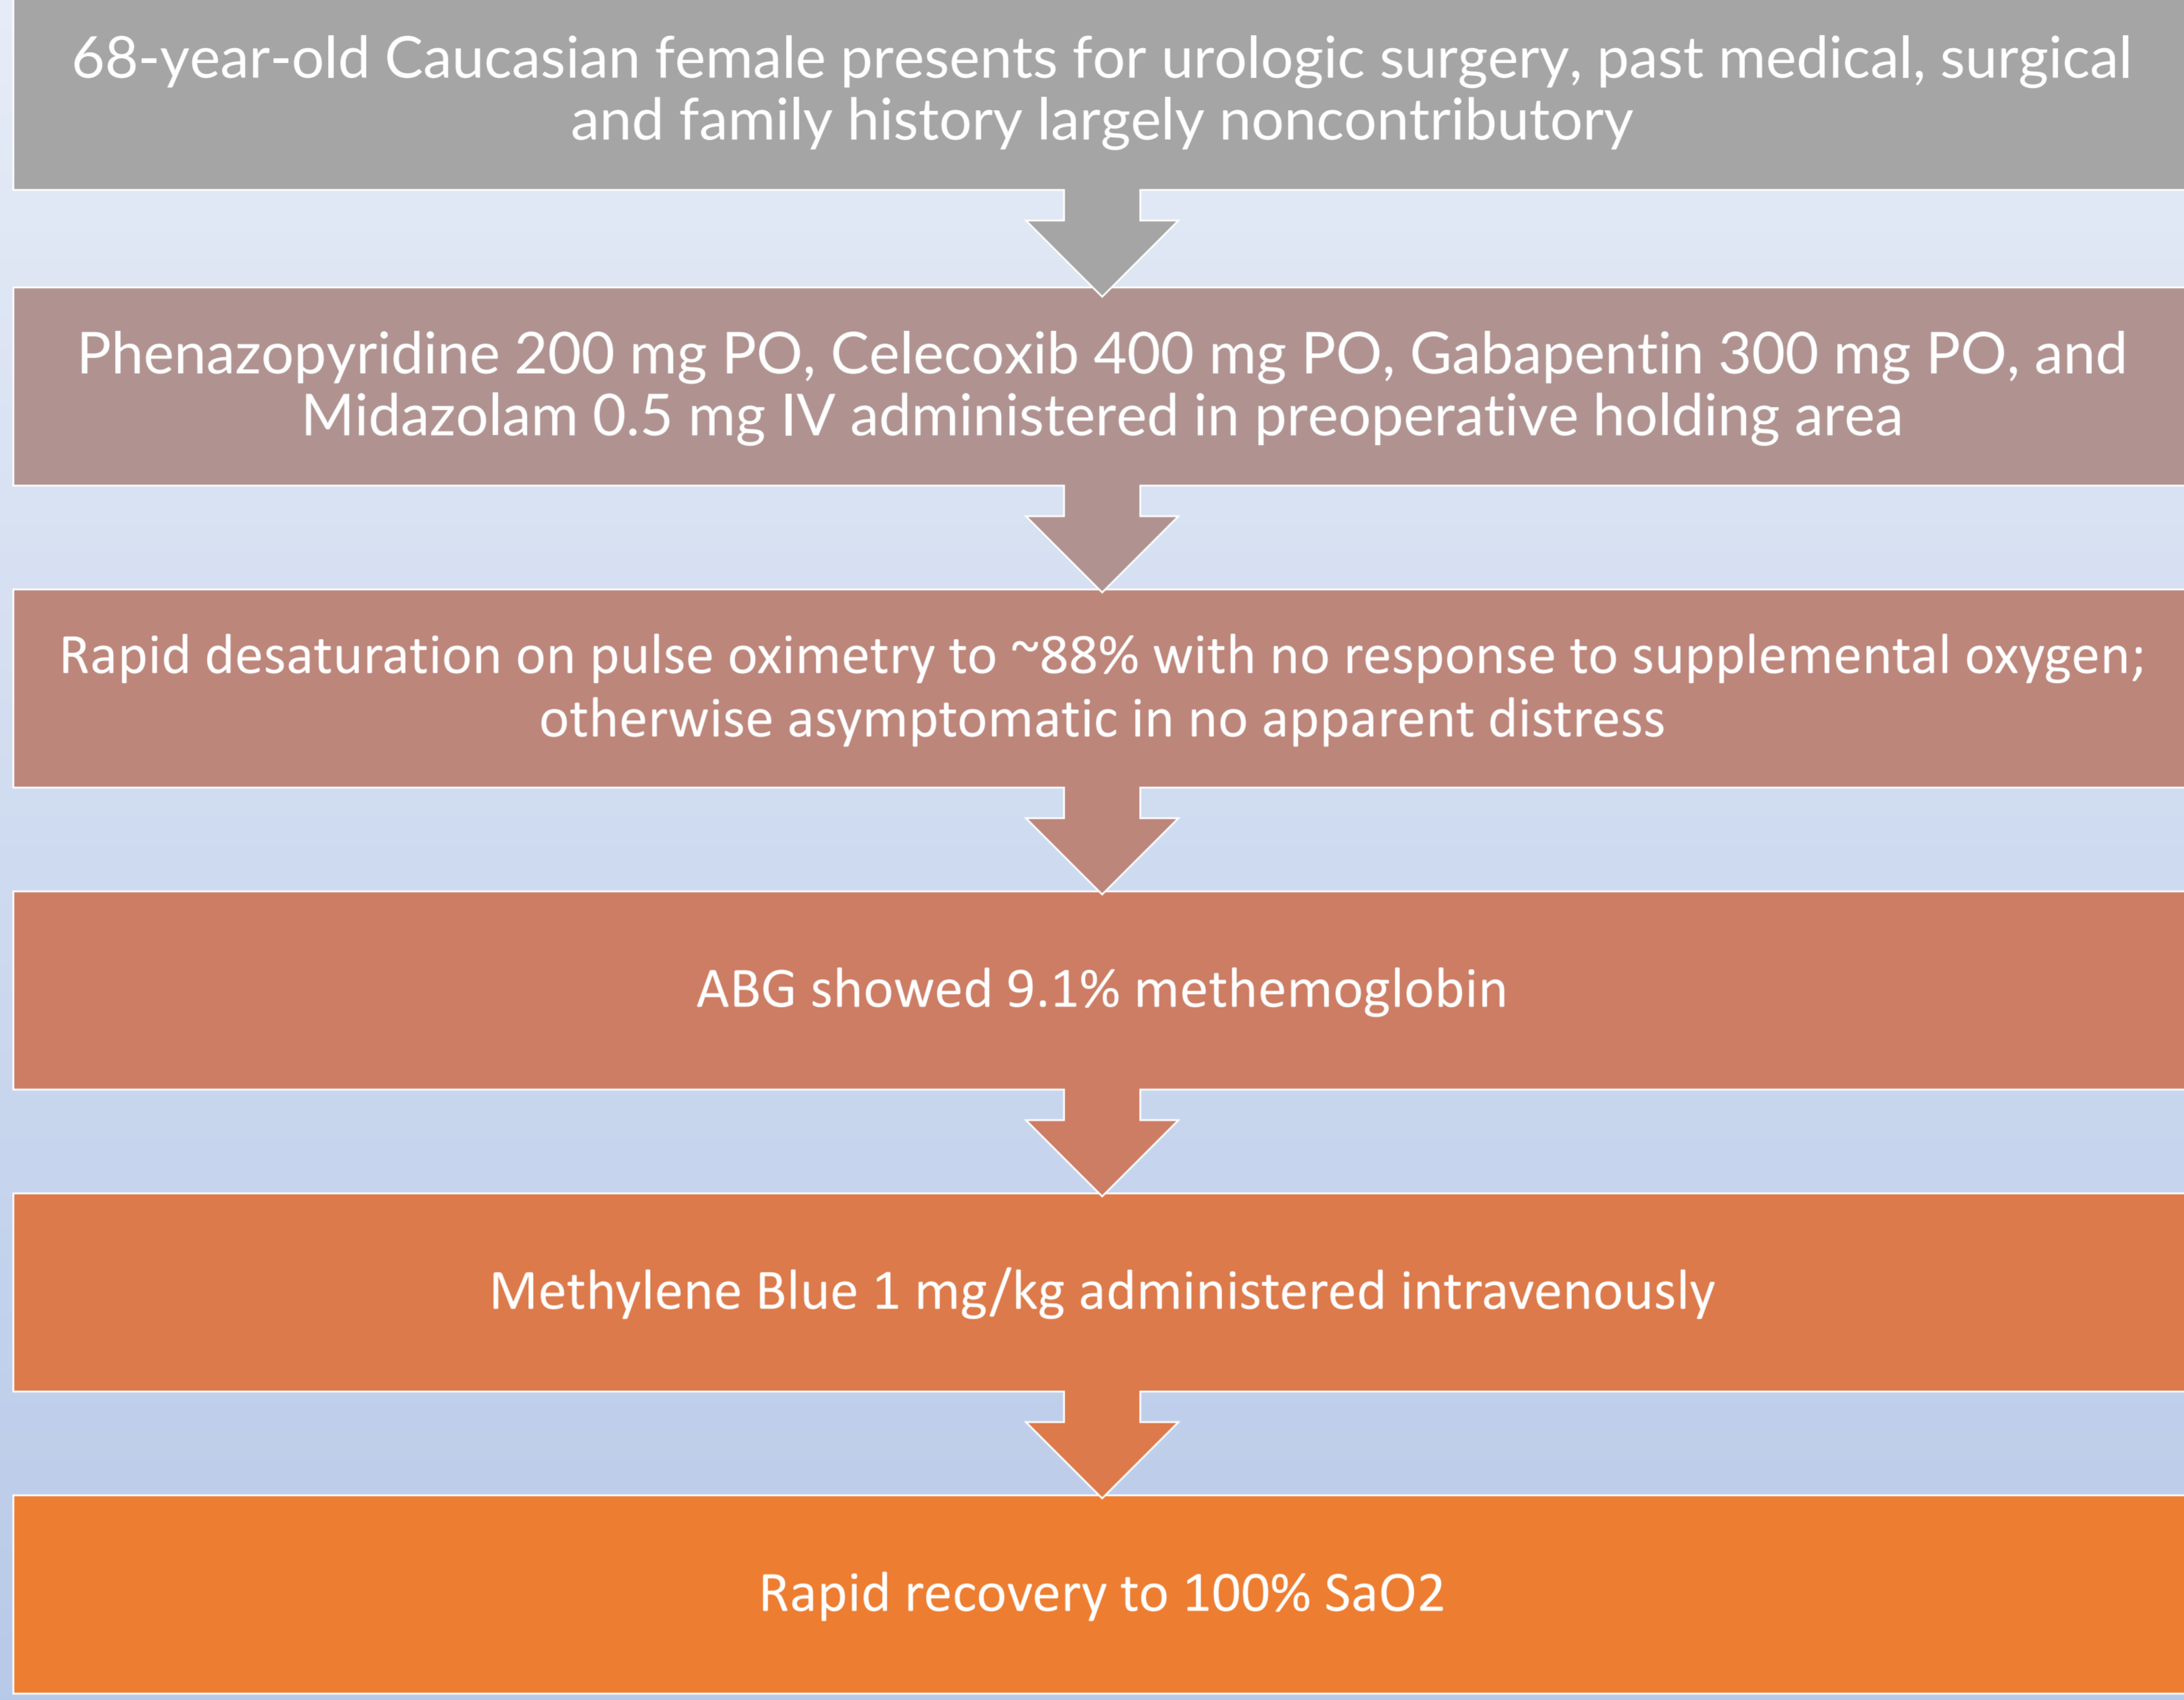 68-year-old Caucasian female presents for urologic surgery, past medical, surgical
and family history largely noncontributory
Phenazopyridine 200 mg PO, Celecoxib 400 mg PO, Gabapentin 300 mg PO, and
Midazolam 0.5 mg IV administered in preoperative holding area
Rapid desaturation on pulse oximetry to ~88% with no response to supplemental oxygen;
otherwise asymptomatic in no apparent distress
ABG showed 9.1% methemoglobin
Methylene Blue 1 mg/kg administered intravenously
Rapid recovery to 100% SaO2